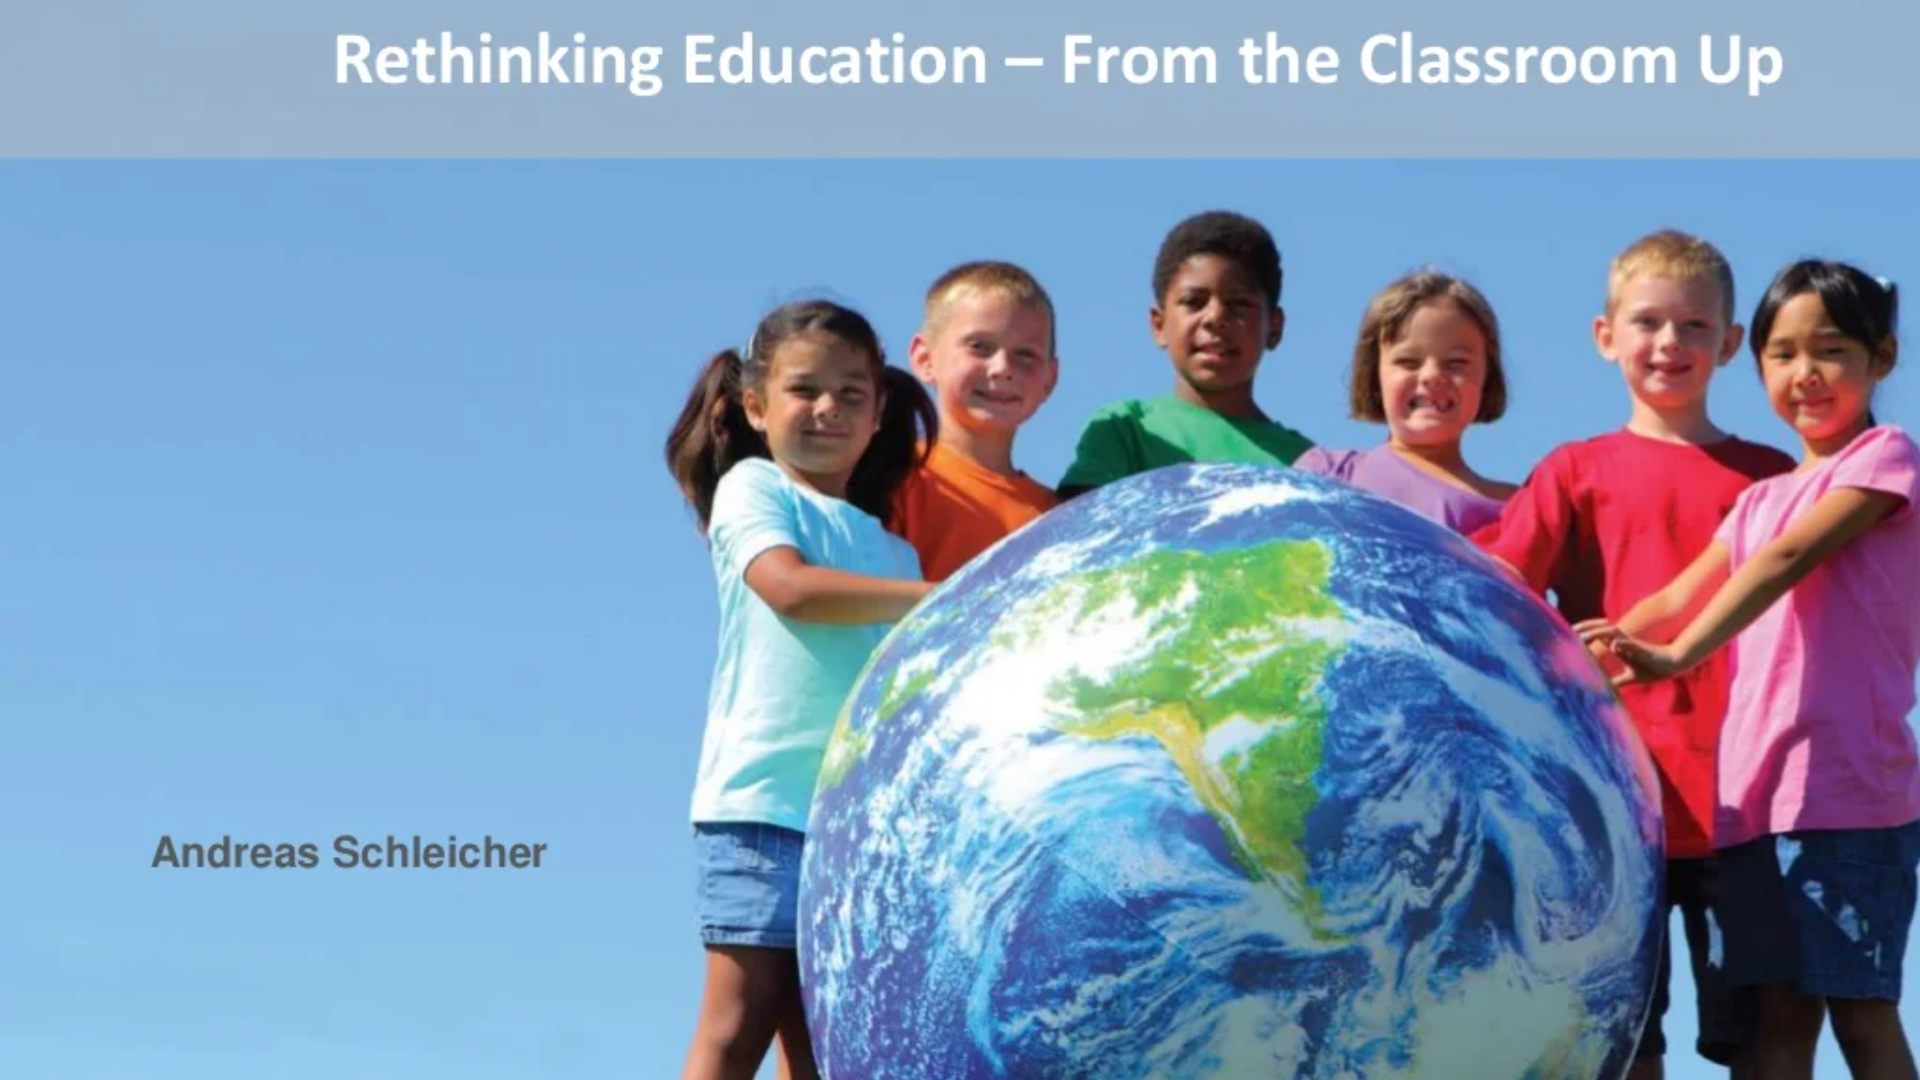 Rethinking Education – From the Classroom Up
Andreas Schleicher